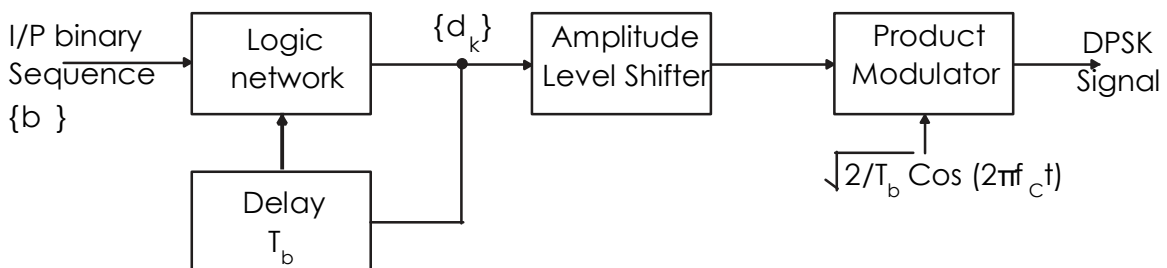 I/P binary
Sequence
{b }
Logic
network
{d_k}
Amplitude
Level Shifter
Product
Modulator
DPSK
Signal
Delay
T_b
√2/T_b Cos (2πf_C t)